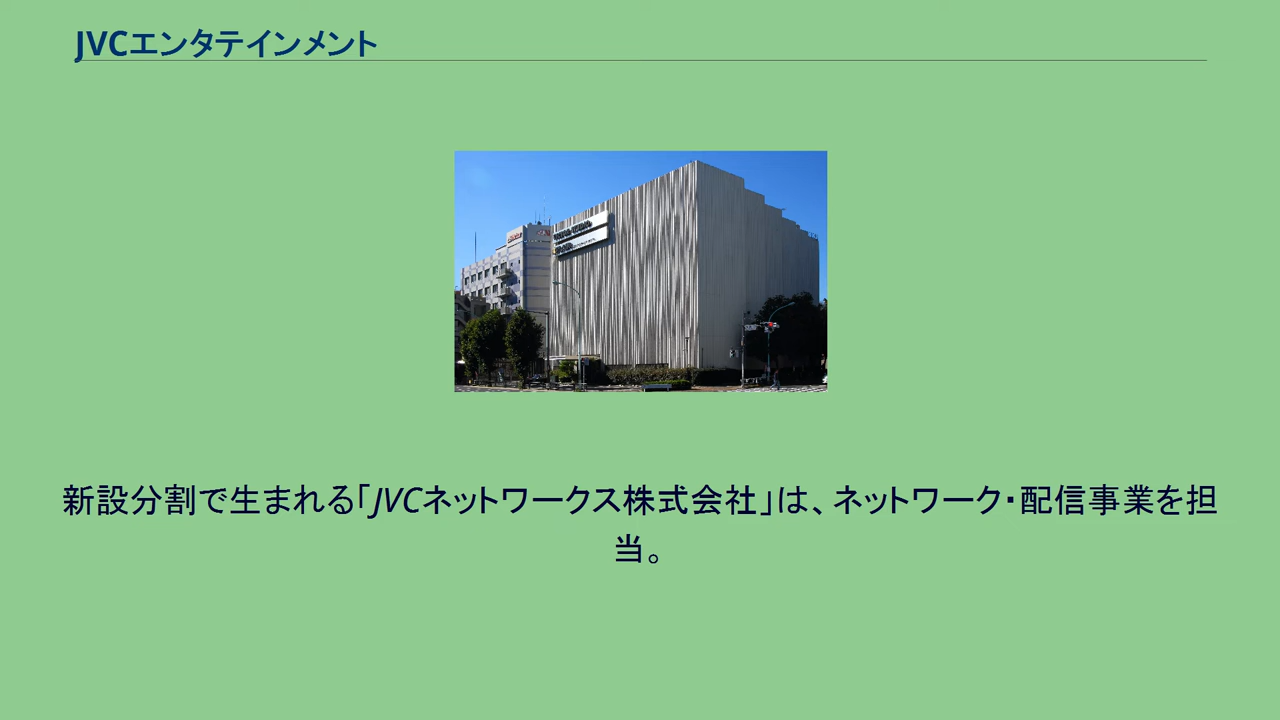 JVCエンタテインメント
新設分割で生まれる「JVCネットワークス株式会社」は、ネットワーク・配信事業を担
当。